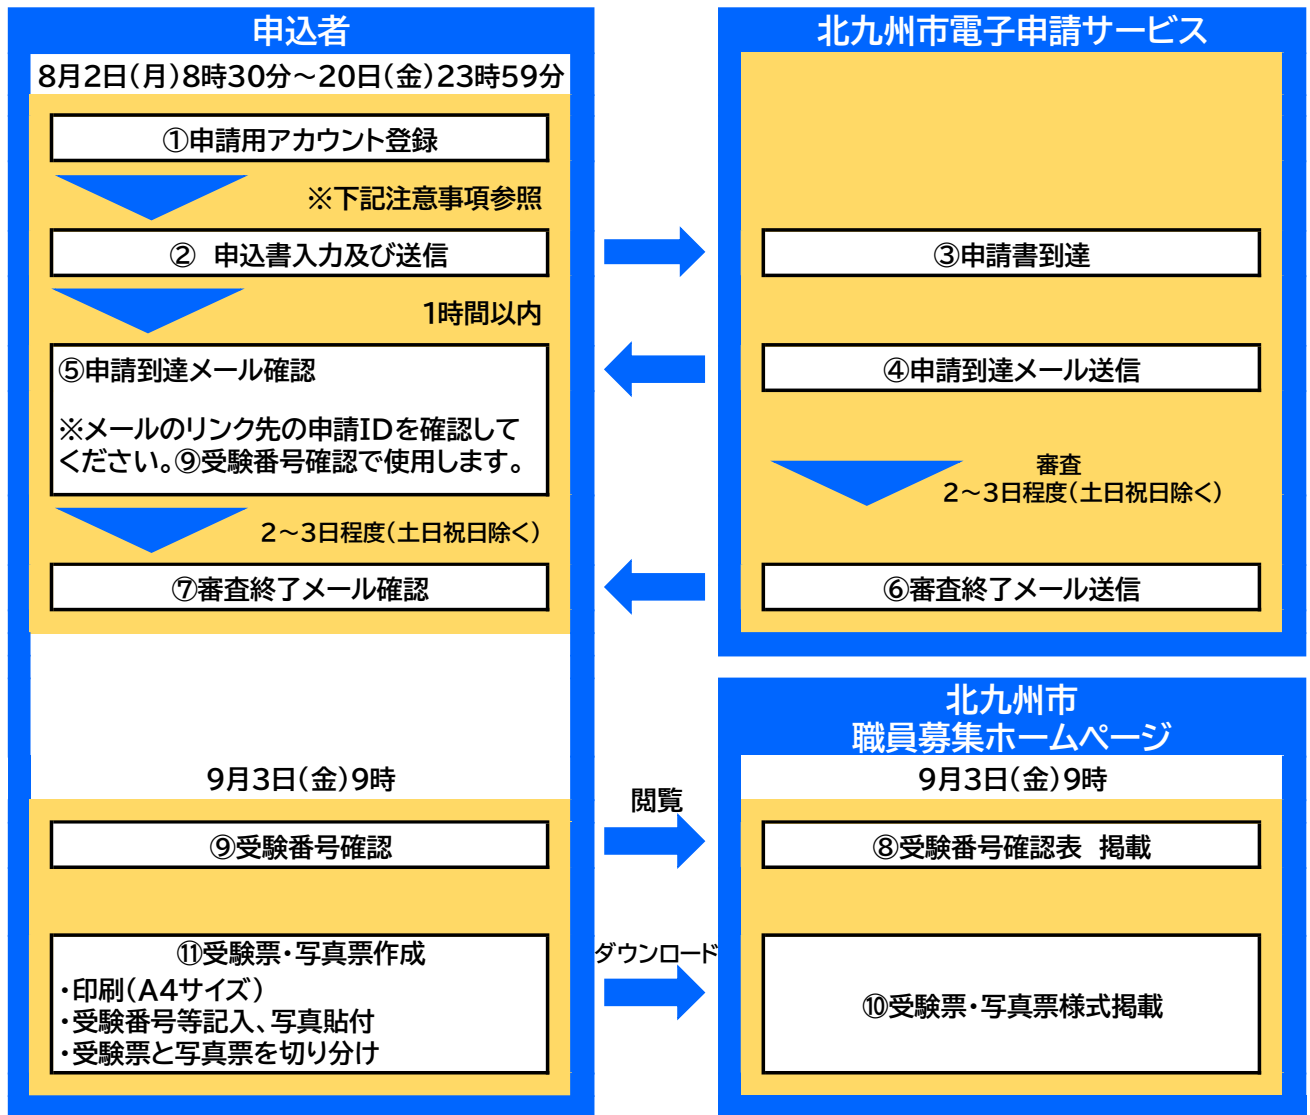 申込者
8月2日(月)8時30分～20日(金)23時59分
①申請用アカウント登録
※下記注意事項参照
②　申込書入力及び送信
1時間以内
⑤申請到達メール確認
※メールのリンク先の申請IDを確認して
ください。⑨受験番号確認で使用します。
2～3日程度(土日祝日除く)
⑦審査終了メール確認
9月3日(金)9時
⑨受験番号確認
⑪受験票・写真票作成
・印刷(A4サイズ)
・受験番号等記入、写真貼付
・受験票と写真票を切り分け
閲覧
ダウンロード
北九州市電子申請サービス
③申請書到達
④申請到達メール送信
審査
2～3日程度(土日祝日除く)
⑥審査終了メール送信
北九州市
職員募集ホームページ
9月3日(金)9時
⑧受験番号確認表　掲載
⑩受験票・写真票様式掲載